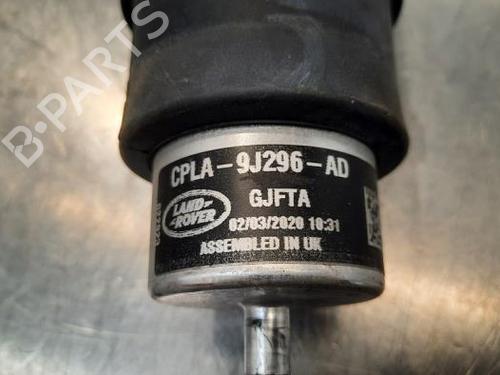 B-PARTS
CPLA-9J296-AD
GJFTA
LAND-
-ROVER
02/03/2020 10:31
ASSEMBLED IN UK